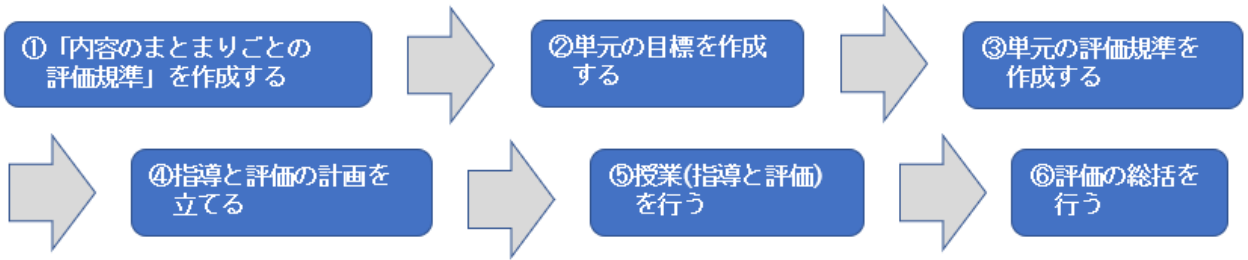 ①「内容のまとまりごとの
評価規準」を作成する
②単元の目標を作成
する
③単元の評価規準を
作成する
④指導と評価の計画を
立てる
⑤授業(指導と評価)
を行う
⑥評価の総括を
行う